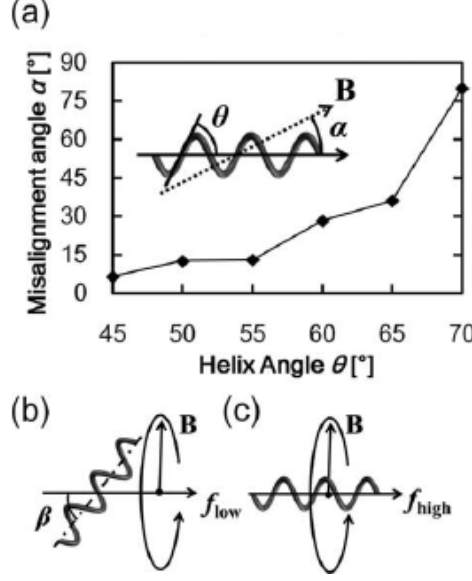 (a)
Misalignment angle α [°]
90
75
60
45
30
15
0
θ
B
α
45 50 55 60 65 70
Helix Angle θ [°]
(b)
B
β
f_low
(c)
B
f_high